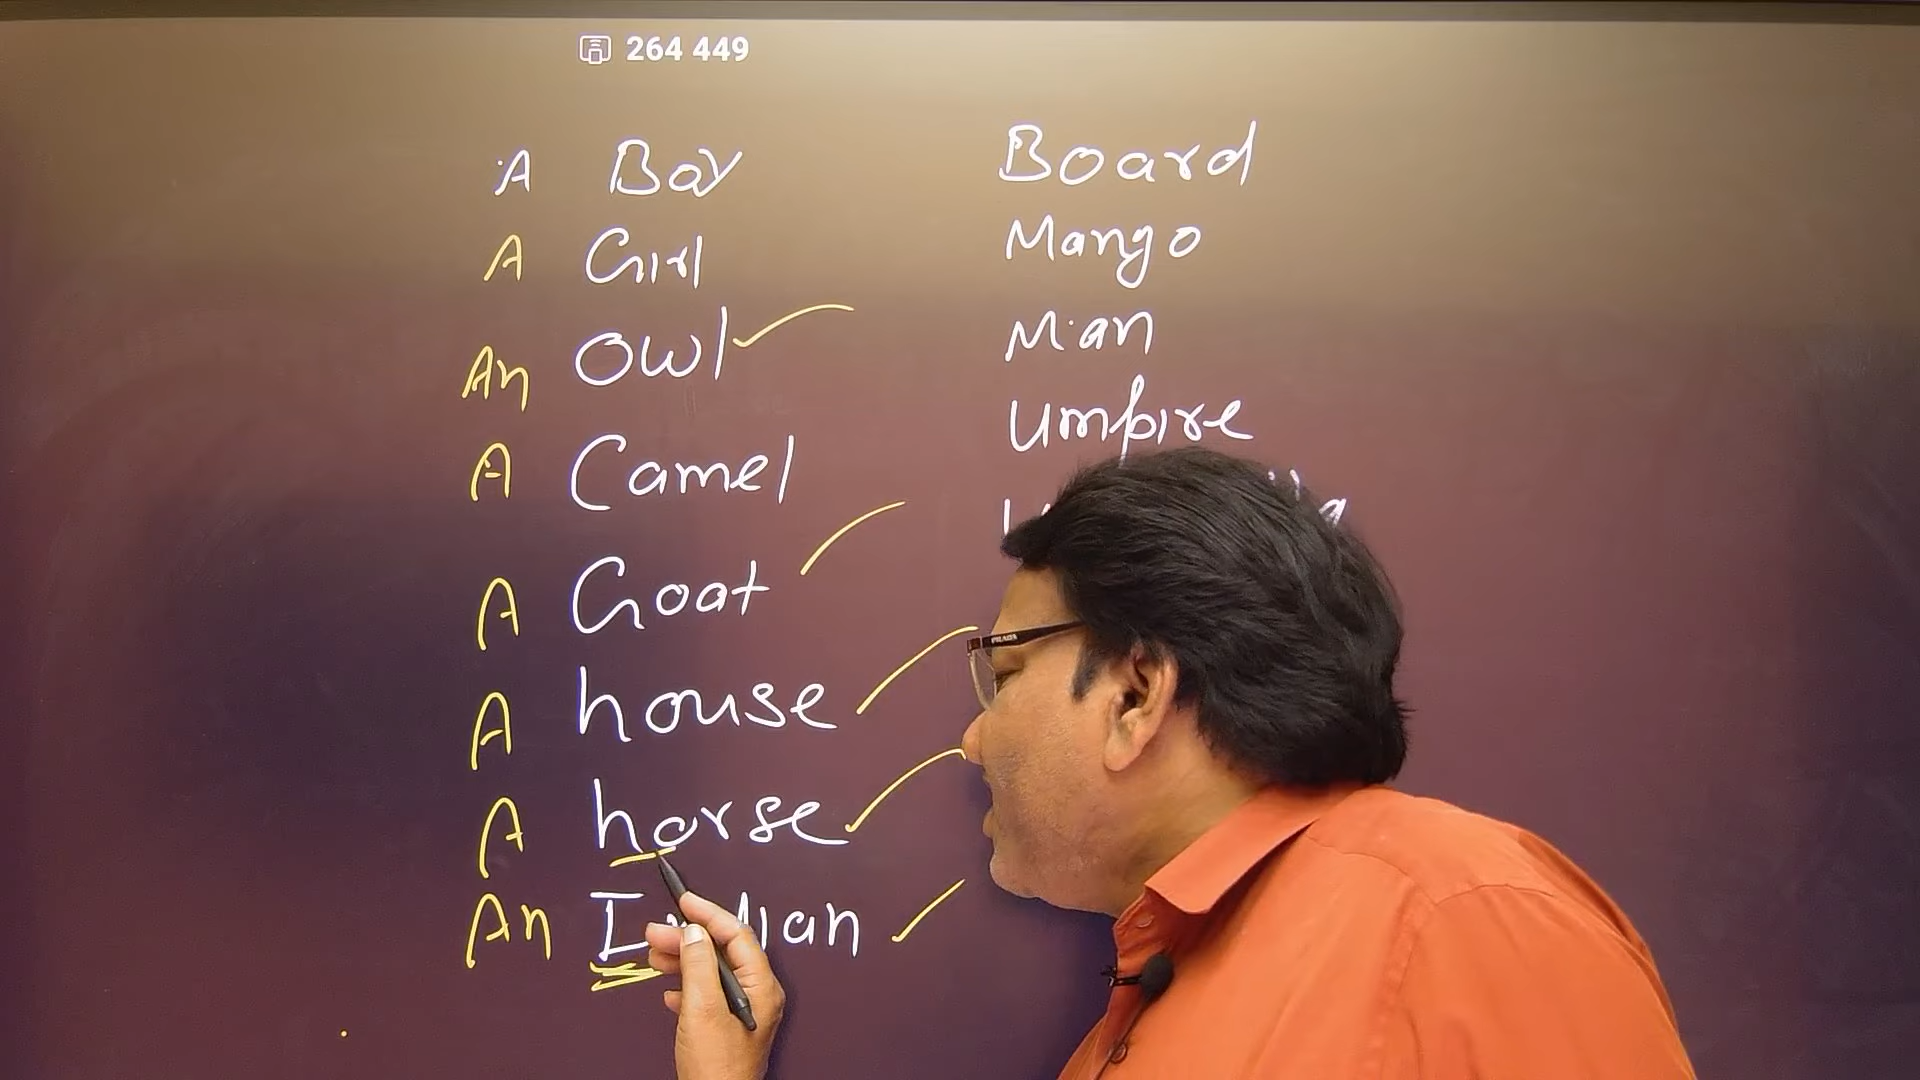 264 449
A Boy
A Girl
An Owl
A Camel
A Goat
A house
A horse
An Indian
Board
Mango
Man
Umpire